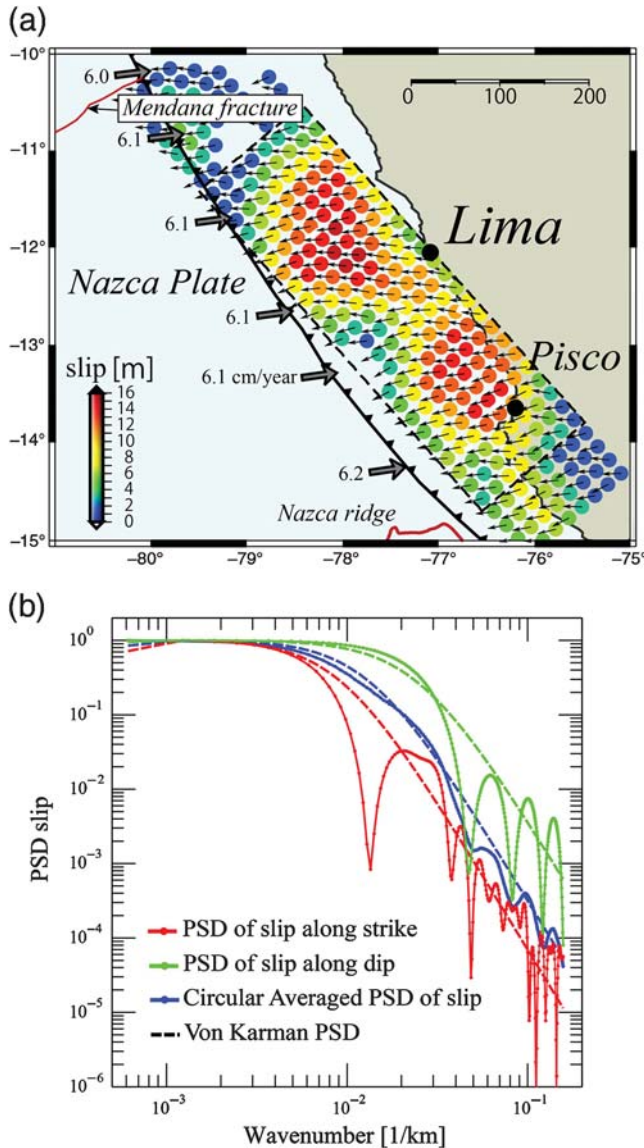 (a)
−10°
−11°
−12°
−13°
−14°
−15°
−80°
−79°
−78°
−77°
−76°
−75°
0 100 200
6.0
Mendana fracture
6.1
6.1
Lima
Nazca Plate
6.1
Pisco
slip [m]
6.1 cm/year
16
14
12
10
8
6
4
2
0
6.2
Nazca ridge
(b)
10⁰
10⁻¹
10⁻²
10⁻³
10⁻⁴
10⁻⁵
10⁻⁶
PSD slip
PSD of slip along strike
PSD of slip along dip
Circular Averaged PSD of slip
Von Karman PSD
10⁻³ 10⁻² 10⁻¹
Wavenumber [1/km]